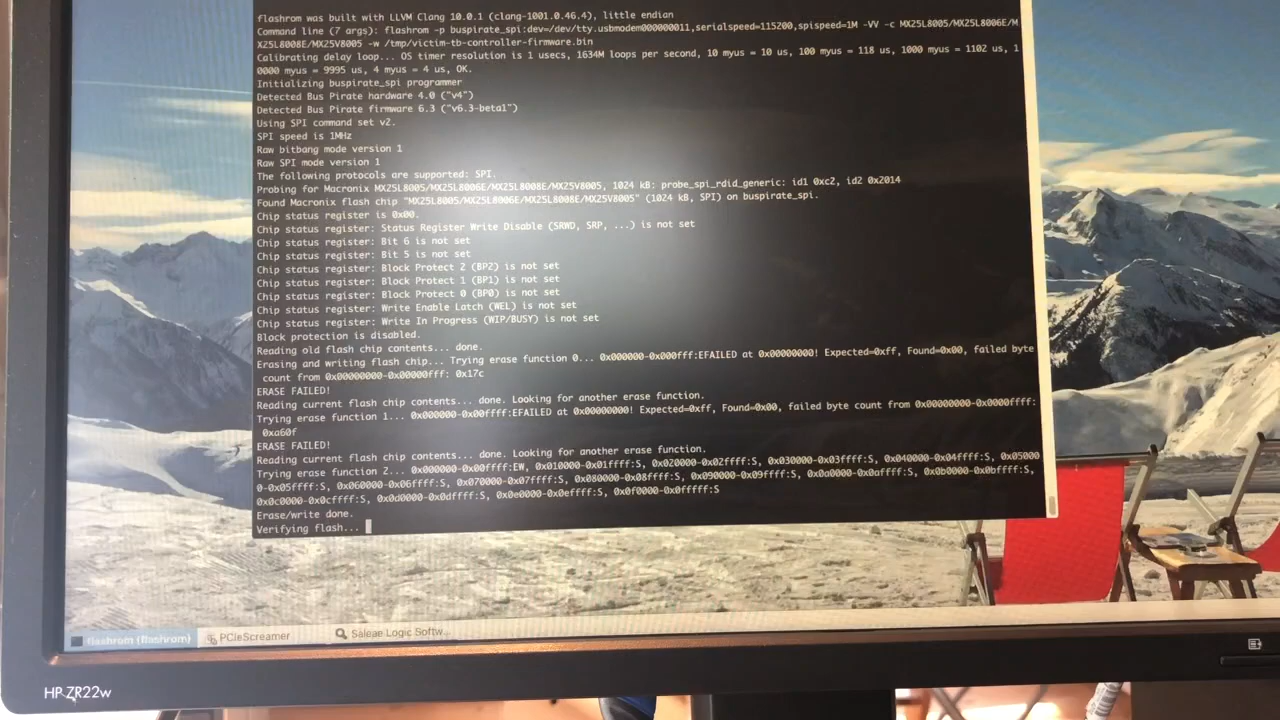 flashrom was built with LLVM Clang 10.0.1 (clang-1001.0.46.4), little endian
Command line (7 args): flashrom -p buspirate_spi:dev=/dev/tty.usbmodem000000011,serialspeed=115200,spispeed=1M -VV -c MX25L8005/MX25L8006E/M
X25L8008E/MX25V8005 -w /tmp/victim-tb-controller-firmware.bin
Calibrating delay loop... OS timer resolution is 1 usecs, 1634M loops per second, 10 myus = 10 us, 100 myus = 118 us, 1000 myus = 1102 us, 1
0000 myus = 9995 us, 4 myus = 4 us, OK.
Initializing buspirate_spi programmer
Detected Bus Pirate hardware 4.0 ("v4")
Detected Bus Pirate firmware 6.3 ("v6.3-beta1")
Using SPI command set v2.
SPI speed is 1MHz
Raw bitbang mode version 1
Raw SPI mode version 1
The following protocols are supported: SPI.
Probing for Macronix MX25L8005/MX25L8006E/MX25L8008E/MX25V8005, 1024 kB: probe_spi_rdid_generic: id1 0xc2, id2 0x2014
Found Macronix flash chip "MX25L8005/MX25L8006E/MX25L8008E/MX25V8005" (1024 kB, SPI) on buspirate_spi.
Chip status register is 0x00.
Chip status register: Status Register Write Disable (SRWD, SRP, ...) is not set
Chip status register: Bit 6 is not set
Chip status register: Bit 5 is not set
Chip status register: Block Protect 2 (BP2) is not set
Chip status register: Block Protect 1 (BP1) is not set
Chip status register: Block Protect 0 (BP0) is not set
Chip status register: Write Enable Latch (WEL) is not set
Chip status register: Write In Progress (WIP/BUSY) is not set
Block protection is disabled.
Reading old flash chip contents... done.
Erasing and writing flash chip... Trying erase function 0... 0x000000-0x000fff:EFAILED at 0x00000000! Expected=0xff, Found=0x00, failed byte
count from 0x00000000-0x00000fff: 0x17c
ERASE FAILED!
Reading current flash chip contents... done. Looking for another erase function.
Trying erase function 1... 0x000000-0x00ffff:EFAILED at 0x00000000! Expected=0xff, Found=0x00, failed byte count from 0x00000000-0x0000ffff:
0xa60f
ERASE FAILED!
Reading current flash chip contents... done. Looking for another erase function.
Trying erase function 2... 0x000000-0x00ffff:EW, 0x010000-0x01ffff:S, 0x020000-0x02ffff:S, 0x030000-0x03ffff:S, 0x040000-0x04ffff:S, 0x05000
0-0x05ffff:S, 0x060000-0x06ffff:S, 0x070000-0x07ffff:S, 0x080000-0x08ffff:S, 0x090000-0x09ffff:S, 0x0a0000-0x0affff:S, 0x0b0000-0x0bffff:S,
0x0c0000-0x0cffff:S, 0x0d0000-0x0dffff:S, 0x0e0000-0x0effff:S, 0x0f0000-0x0fffff:S
Erase/write done.
Verifying flash...
flashrom (flashrom) PCIeScreamer Saleae Logic Softw...
HP ZR22w